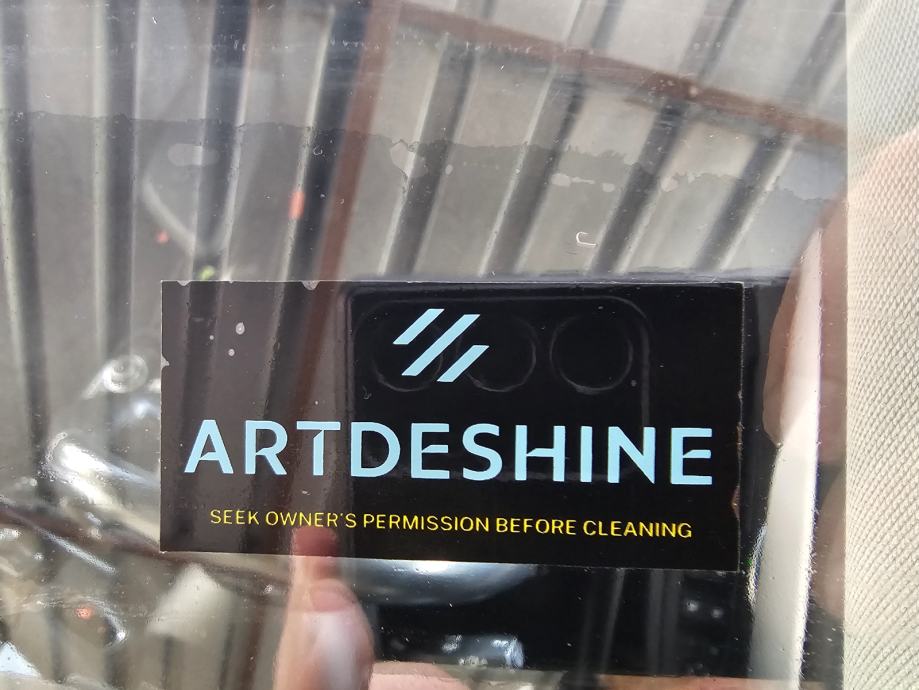 ARTDESHINE
SEEK OWNER'S PERMISSION BEFORE CLEANING